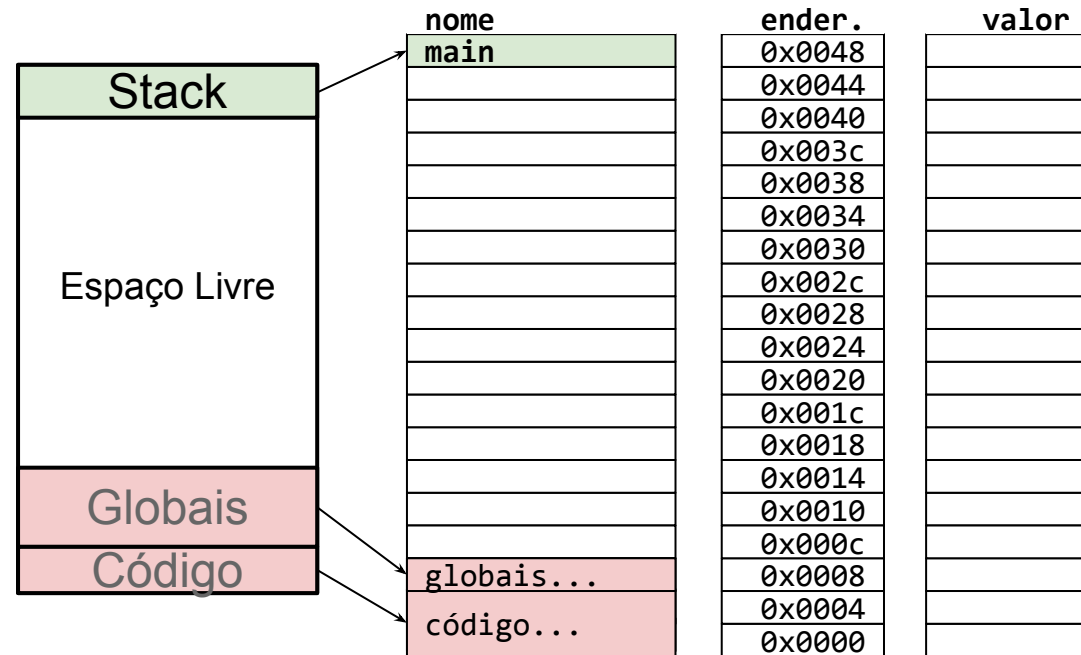 nome ender. valor
main 0x0048
Stack 0x0044
0x0040
0x003c
0x0038
0x0034
0x0030
Espaço Livre 0x002c
0x0028
0x0024
0x0020
0x001c
0x0018
0x0014
Globais 0x0010
0x000c
Código globais... 0x0008
código... 0x0004
0x0000